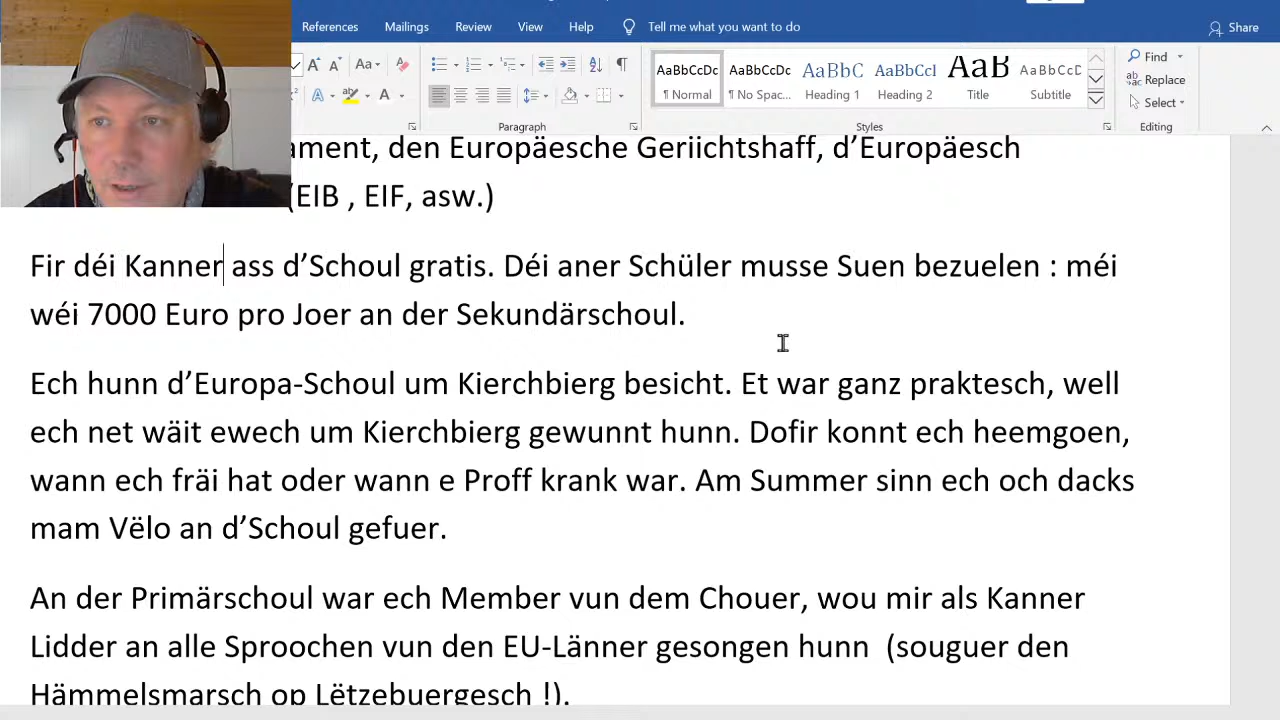 References Mailings Review View Help Tell me what you want to do Share
Aa
AaBbCcDc AaBbCcDc AaBbC AaBbCcI AaB AaBbCcD
¶ Normal ¶ No Spac... Heading 1 Heading 2 Title Subtitle
Find
Replace
Select
Paragraph Styles Editing
ament, den Europäesche Geriichtshaff, d’Europäesch
(EIB , EIF, asw.)
Fir déi Kanner ass d’Schoul gratis. Déi aner Schüler musse Suen bezuelen : méi
wéi 7000 Euro pro Joer an der Sekundärschoul.
Ech hunn d’Europa-Schoul um Kierchbierg besicht. Et war ganz praktesch, well
ech net wäit ewech um Kierchbierg gewunnt hunn. Dofir konnt ech heemgoen,
wann ech fräi hat oder wann e Proff krank war. Am Summer sinn ech och dacks
mam Vëlo an d’Schoul gefuer.
An der Primärschoul war ech Member vun dem Chouer, wou mir als Kanner
Lidder an alle Sproochen vun den EU-Länner gesongen hunn (souguer den
Hämmelsmarsch op Lëtzebuergesch !).